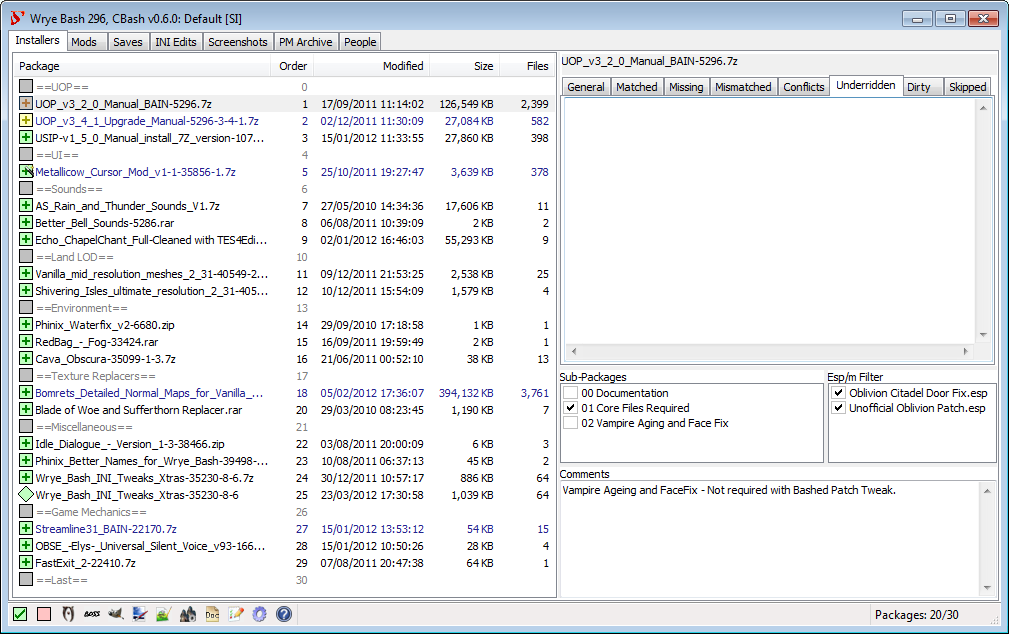 Wrye Bash 296, CBash v0.6.0: Default [SI]
Installers Mods Saves INI Edits Screenshots PM Archive People
Package Order Modified Size Files
==UOP== 0
UOP_v3_2_0_Manual_BAIN-5296.7z 1 17/09/2011 11:14:02 126,549 KB 2,399
UOP_v3_4_1_Upgrade_Manual-5296-3-4-1.7z 2 02/12/2011 11:30:09 27,084 KB 582
USIP-v1_5_0_Manual_install_7Z_version-107... 3 15/01/2012 11:33:55 27,860 KB 398
==UI== 4
Metallicow_Cursor_Mod_v1-1-35856-1.7z 5 25/10/2011 19:27:47 3,639 KB 378
==Sounds== 6
AS_Rain_and_Thunder_Sounds_V1.7z 7 27/05/2010 14:34:36 17,606 KB 11
Better_Bell_Sounds-5286.rar 8 06/08/2011 10:39:09 2 KB 2
Echo_ChapelChant_Full-Cleaned with TES4Edi... 9 02/01/2012 16:46:03 55,293 KB 9
==Land LOD== 10
Vanilla_mid_resolution_meshes_2_31-40549-2... 11 09/12/2011 21:53:25 2,538 KB 25
Shivering_Isles_ultimate_resolution_2_31-405... 12 10/12/2011 15:54:09 1,579 KB 4
==Environment== 13
Phinix_Waterfix_v2-6680.zip 14 29/09/2010 17:18:58 1 KB 1
RedBag_-_Fog-33424.rar 15 16/09/2011 19:59:49 2 KB 1
Cava_Obscura-35099-1-3.7z 16 21/06/2011 00:52:10 38 KB 13
==Texture Replacers== 17
Bomrets_Detailed_Normal_Maps_for_Vanilla_... 18 05/02/2012 17:36:07 394,132 KB 3,761
Blade of Woe and Sufferthorn Replacer.rar 20 29/03/2010 08:23:45 1,190 KB 7
==Miscellaneous== 21
Idle_Dialogue_-_Version_1-3-38466.zip 22 03/08/2011 20:00:09 6 KB 3
Phinix_Better_Names_for_Wrye_Bash-39498-... 23 10/08/2011 06:37:13 45 KB 2
Wrye_Bash_INI_Tweaks_Xtras-35230-8-6.7z 24 30/12/2011 10:57:17 886 KB 64
Wrye_Bash_INI_Tweaks_Xtras-35230-8-6 25 23/03/2012 17:30:58 1,039 KB 64
==Game Mechanics== 26
Streamline31_BAIN-22170.7z 27 15/01/2012 13:53:12 54 KB 15
OBSE_-Elys-_Universal_Silent_Voice_v93-166... 28 15/01/2012 10:50:26 28 KB 4
FastExit_2-22410.7z 29 07/08/2011 20:47:38 64 KB 1
==Last== 30
UOP_v3_2_0_Manual_BAIN-5296.7z
General Matched Missing Mismatched Conflicts Underridden Dirty Skipped
Sub-Packages
00 Documentation
01 Core Files Required
02 Vampire Aging and Face Fix
Esp/m Filter
Oblivion Citadel Door Fix.esp
Unofficial Oblivion Patch.esp
Comments
Vampire Ageing and FaceFix - Not required with Bashed Patch Tweak.
BOSS
Doc
Packages: 20/30